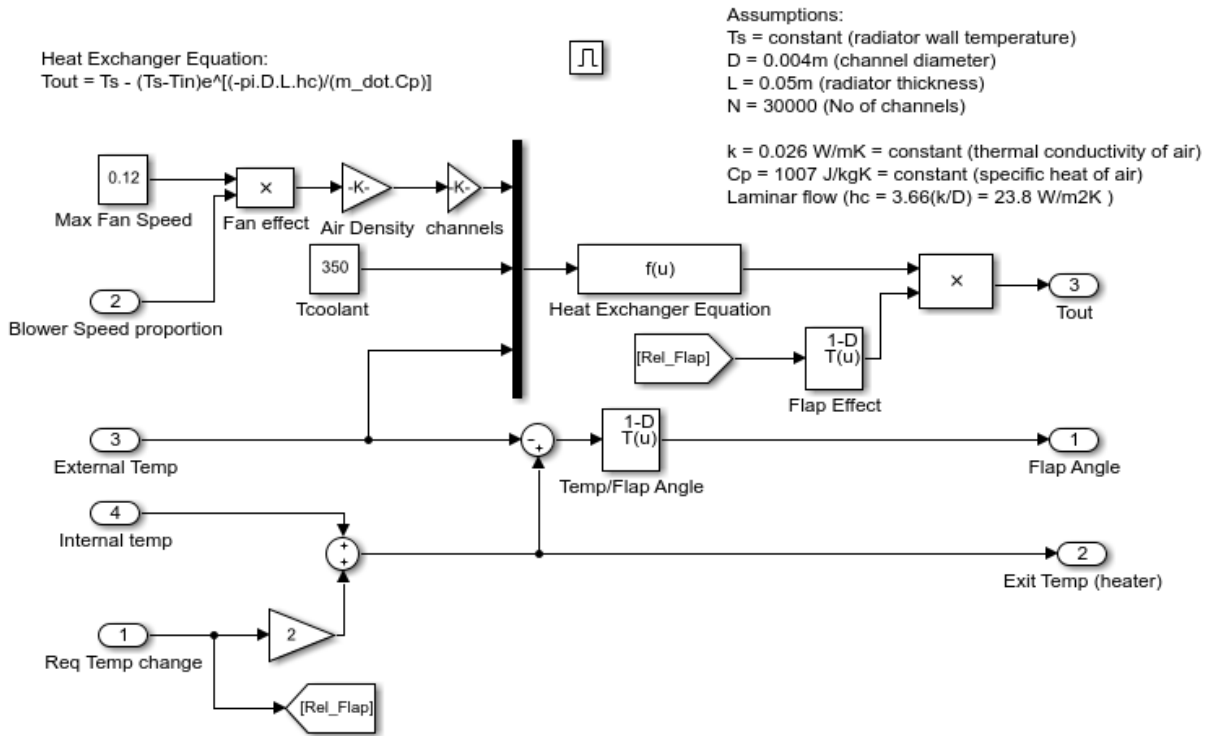 Heat Exchanger Equation:
Tout = Ts - (Ts-Tin)e^[(-pi.D.L.hc)/(m_dot.Cp)]
Assumptions:
Ts = constant (radiator wall temperature)
D = 0.004m (channel diameter)
L = 0.05m (radiator thickness)
N = 30000 (No of channels)
k = 0.026 W/mK = constant (thermal conductivity of air)
Cp = 1007 J/kgK = constant (specific heat of air)
Laminar flow (hc = 3.66(k/D) = 23.8 W/m2K )
0.12
Max Fan Speed
×
Fan effect
-K-
Air Density
-K-
channels
350
Tcoolant
2
Blower Speed proportion
f(u)
Heat Exchanger Equation
×
3
Tout
[Rel_Flap]
1-D
T(u)
Flap Effect
3
External Temp
-
+
1-D
T(u)
Temp/Flap Angle
1
Flap Angle
4
Internal temp
+
+
2
Exit Temp (heater)
1
Req Temp change
2
[Rel_Flap]